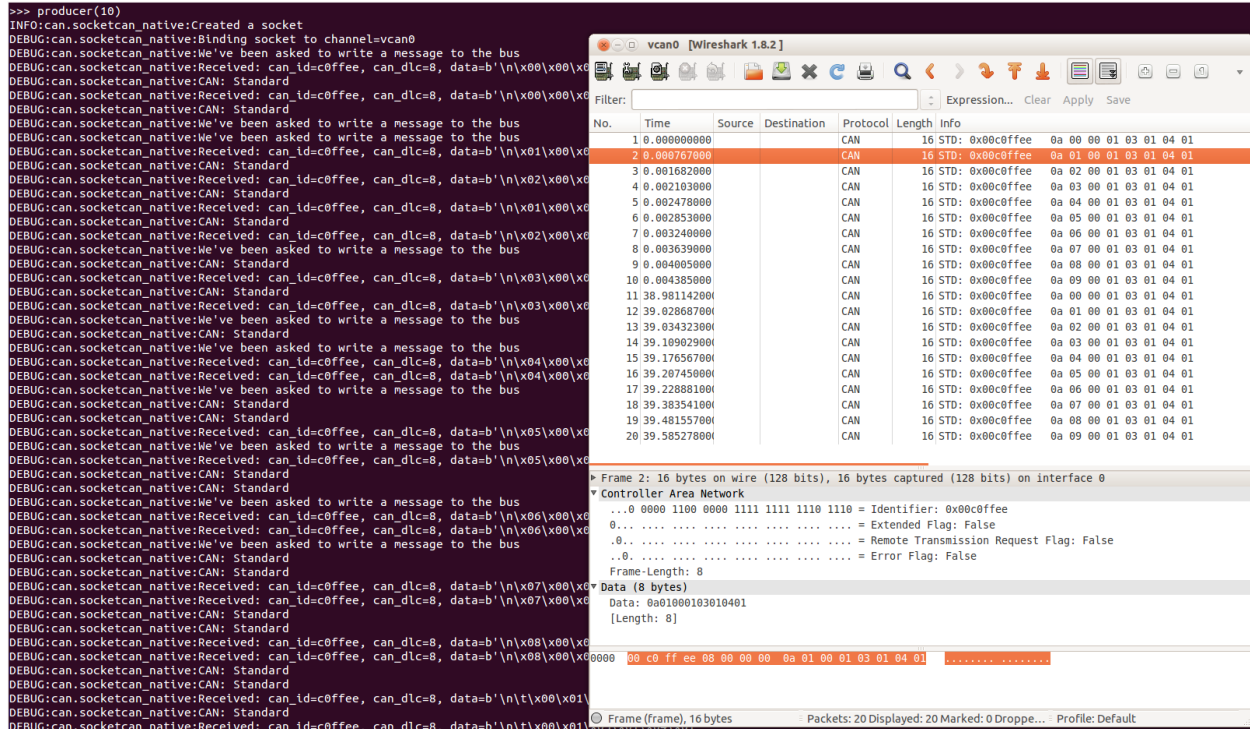 >>> producer(10)
INFO:can.socketcan_native:Created a socket
DEBUG:can.socketcan_native:Binding socket to channel=vcan0
DEBUG:can.socketcan_native:We've been asked to write a message to the bus
DEBUG:can.socketcan_native:Received: can_id=c0ffee, can_dlc=8, data=b'\n\x00\x00\x0
DEBUG:can.socketcan_native:CAN: Standard
DEBUG:can.socketcan_native:Received: can_id=c0ffee, can_dlc=8, data=b'\n\x00\x00\x0
DEBUG:can.socketcan_native:CAN: Standard
DEBUG:can.socketcan_native:We've been asked to write a message to the bus
DEBUG:can.socketcan_native:We've been asked to write a message to the bus
DEBUG:can.socketcan_native:Received: can_id=c0ffee, can_dlc=8, data=b'\n\x01\x00\x0
DEBUG:can.socketcan_native:CAN: Standard
DEBUG:can.socketcan_native:Received: can_id=c0ffee, can_dlc=8, data=b'\n\x02\x00\x0
DEBUG:can.socketcan_native:CAN: Standard
DEBUG:can.socketcan_native:Received: can_id=c0ffee, can_dlc=8, data=b'\n\x01\x00\x0
DEBUG:can.socketcan_native:CAN: Standard
DEBUG:can.socketcan_native:Received: can_id=c0ffee, can_dlc=8, data=b'\n\x02\x00\x0
DEBUG:can.socketcan_native:We've been asked to write a message to the bus
DEBUG:can.socketcan_native:CAN: Standard
DEBUG:can.socketcan_native:Received: can_id=c0ffee, can_dlc=8, data=b'\n\x03\x00\x0
DEBUG:can.socketcan_native:CAN: Standard
DEBUG:can.socketcan_native:Received: can_id=c0ffee, can_dlc=8, data=b'\n\x03\x00\x0
DEBUG:can.socketcan_native:We've been asked to write a message to the bus
DEBUG:can.socketcan_native:CAN: Standard
DEBUG:can.socketcan_native:We've been asked to write a message to the bus
DEBUG:can.socketcan_native:Received: can_id=c0ffee, can_dlc=8, data=b'\n\x04\x00\x0
DEBUG:can.socketcan_native:Received: can_id=c0ffee, can_dlc=8, data=b'\n\x04\x00\x0
DEBUG:can.socketcan_native:We've been asked to write a message to the bus
DEBUG:can.socketcan_native:CAN: Standard
DEBUG:can.socketcan_native:CAN: Standard
DEBUG:can.socketcan_native:Received: can_id=c0ffee, can_dlc=8, data=b'\n\x05\x00\x0
DEBUG:can.socketcan_native:We've been asked to write a message to the bus
DEBUG:can.socketcan_native:Received: can_id=c0ffee, can_dlc=8, data=b'\n\x05\x00\x0
DEBUG:can.socketcan_native:CAN: Standard
DEBUG:can.socketcan_native:CAN: Standard
DEBUG:can.socketcan_native:We've been asked to write a message to the bus
DEBUG:can.socketcan_native:Received: can_id=c0ffee, can_dlc=8, data=b'\n\x06\x00\x0
DEBUG:can.socketcan_native:Received: can_id=c0ffee, can_dlc=8, data=b'\n\x06\x00\x0
DEBUG:can.socketcan_native:We've been asked to write a message to the bus
DEBUG:can.socketcan_native:CAN: Standard
DEBUG:can.socketcan_native:CAN: Standard
DEBUG:can.socketcan_native:Received: can_id=c0ffee, can_dlc=8, data=b'\n\x07\x00\x0
DEBUG:can.socketcan_native:Received: can_id=c0ffee, can_dlc=8, data=b'\n\x07\x00\x0
DEBUG:can.socketcan_native:CAN: Standard
DEBUG:can.socketcan_native:CAN: Standard
DEBUG:can.socketcan_native:Received: can_id=c0ffee, can_dlc=8, data=b'\n\x08\x00\x0
DEBUG:can.socketcan_native:Received: can_id=c0ffee, can_dlc=8, data=b'\n\x08\x00\x0
DEBUG:can.socketcan_native:CAN: Standard
DEBUG:can.socketcan_native:CAN: Standard
DEBUG:can.socketcan_native:Received: can_id=c0ffee, can_dlc=8, data=b'\n\t\x00\x01\
DEBUG:can.socketcan_native:CAN: Standard
DEBUG:can.socketcan_native:Received: can_id=c0ffee, can_dlc=8, data=b'\n\t\x00\x01\
vcan0 [Wireshark 1.8.2 ]
Filter: Expression... Clear Apply Save
No. Time Source Destination Protocol Length Info
1 0.000000000 CAN 16 STD: 0x00c0ffee 0a 00 00 01 03 01 04 01
2 0.000767000 CAN 16 STD: 0x00c0ffee 0a 01 00 01 03 01 04 01
3 0.001682000 CAN 16 STD: 0x00c0ffee 0a 02 00 01 03 01 04 01
4 0.002103000 CAN 16 STD: 0x00c0ffee 0a 03 00 01 03 01 04 01
5 0.002478000 CAN 16 STD: 0x00c0ffee 0a 04 00 01 03 01 04 01
6 0.002853000 CAN 16 STD: 0x00c0ffee 0a 05 00 01 03 01 04 01
7 0.003240000 CAN 16 STD: 0x00c0ffee 0a 06 00 01 03 01 04 01
8 0.003639000 CAN 16 STD: 0x00c0ffee 0a 07 00 01 03 01 04 01
9 0.004005000 CAN 16 STD: 0x00c0ffee 0a 08 00 01 03 01 04 01
10 0.004385000 CAN 16 STD: 0x00c0ffee 0a 09 00 01 03 01 04 01
11 38.98114200 CAN 16 STD: 0x00c0ffee 0a 00 00 01 03 01 04 01
12 39.02868700 CAN 16 STD: 0x00c0ffee 0a 01 00 01 03 01 04 01
13 39.03432300 CAN 16 STD: 0x00c0ffee 0a 02 00 01 03 01 04 01
14 39.10902900 CAN 16 STD: 0x00c0ffee 0a 03 00 01 03 01 04 01
15 39.17656700 CAN 16 STD: 0x00c0ffee 0a 04 00 01 03 01 04 01
16 39.20745000 CAN 16 STD: 0x00c0ffee 0a 05 00 01 03 01 04 01
17 39.22888100 CAN 16 STD: 0x00c0ffee 0a 06 00 01 03 01 04 01
18 39.38354100 CAN 16 STD: 0x00c0ffee 0a 07 00 01 03 01 04 01
19 39.48155700 CAN 16 STD: 0x00c0ffee 0a 08 00 01 03 01 04 01
20 39.58527800 CAN 16 STD: 0x00c0ffee 0a 09 00 01 03 01 04 01
Frame 2: 16 bytes on wire (128 bits), 16 bytes captured (128 bits) on interface 0
Controller Area Network
...0 0000 1100 0000 1111 1111 1110 1110 = Identifier: 0x00c0ffee
0... .... .... .... .... .... .... .... = Extended Flag: False
.0.. .... .... .... .... .... .... .... = Remote Transmission Request Flag: False
..0. .... .... .... .... .... .... .... = Error Flag: False
Frame-Length: 8
Data (8 bytes)
Data: 0a01000103010401
[Length: 8]
0000 00 c0 ff ee 08 00 00 00 0a 01 00 01 03 01 04 01 ........ ........
Frame (frame), 16 bytes Packets: 20 Displayed: 20 Marked: 0 Droppe... Profile: Default